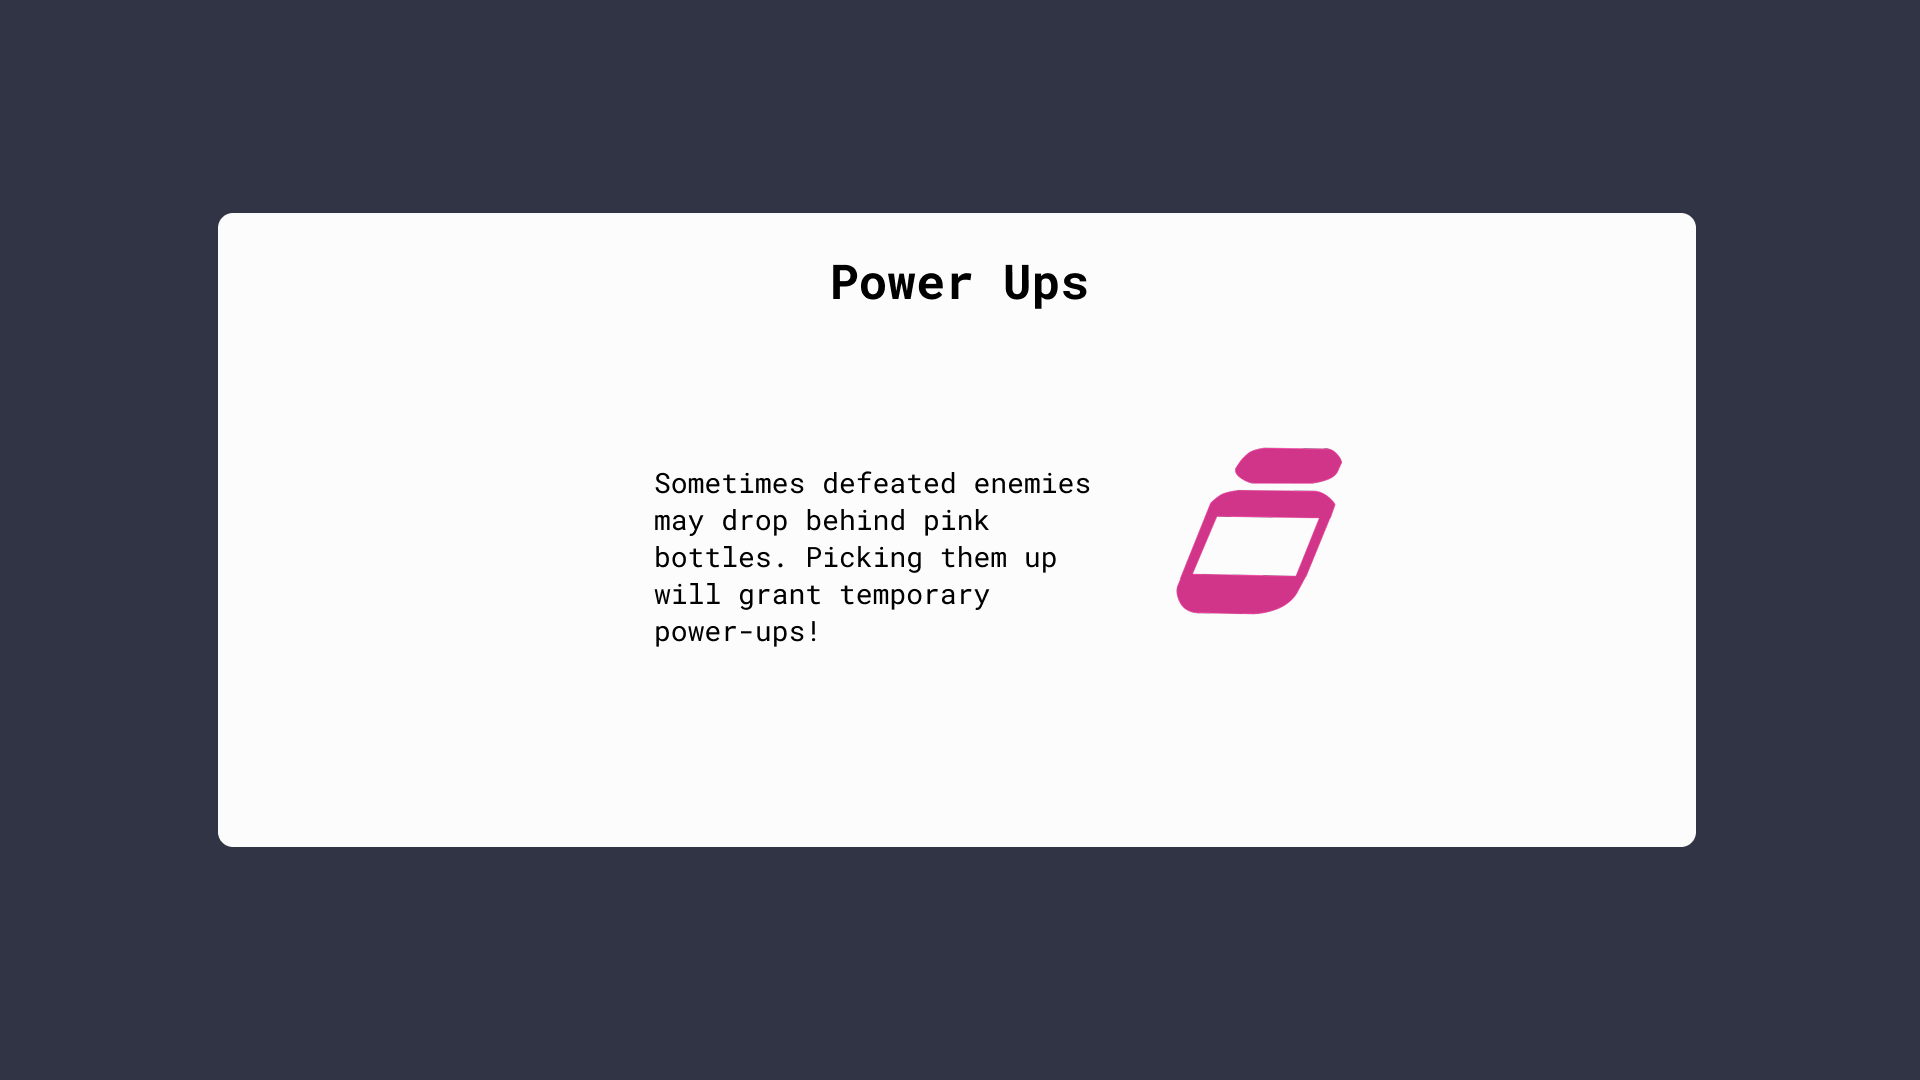 Power Ups
Sometimes defeated enemies
may drop behind pink
bottles. Picking them up
will grant temporary
power-ups!